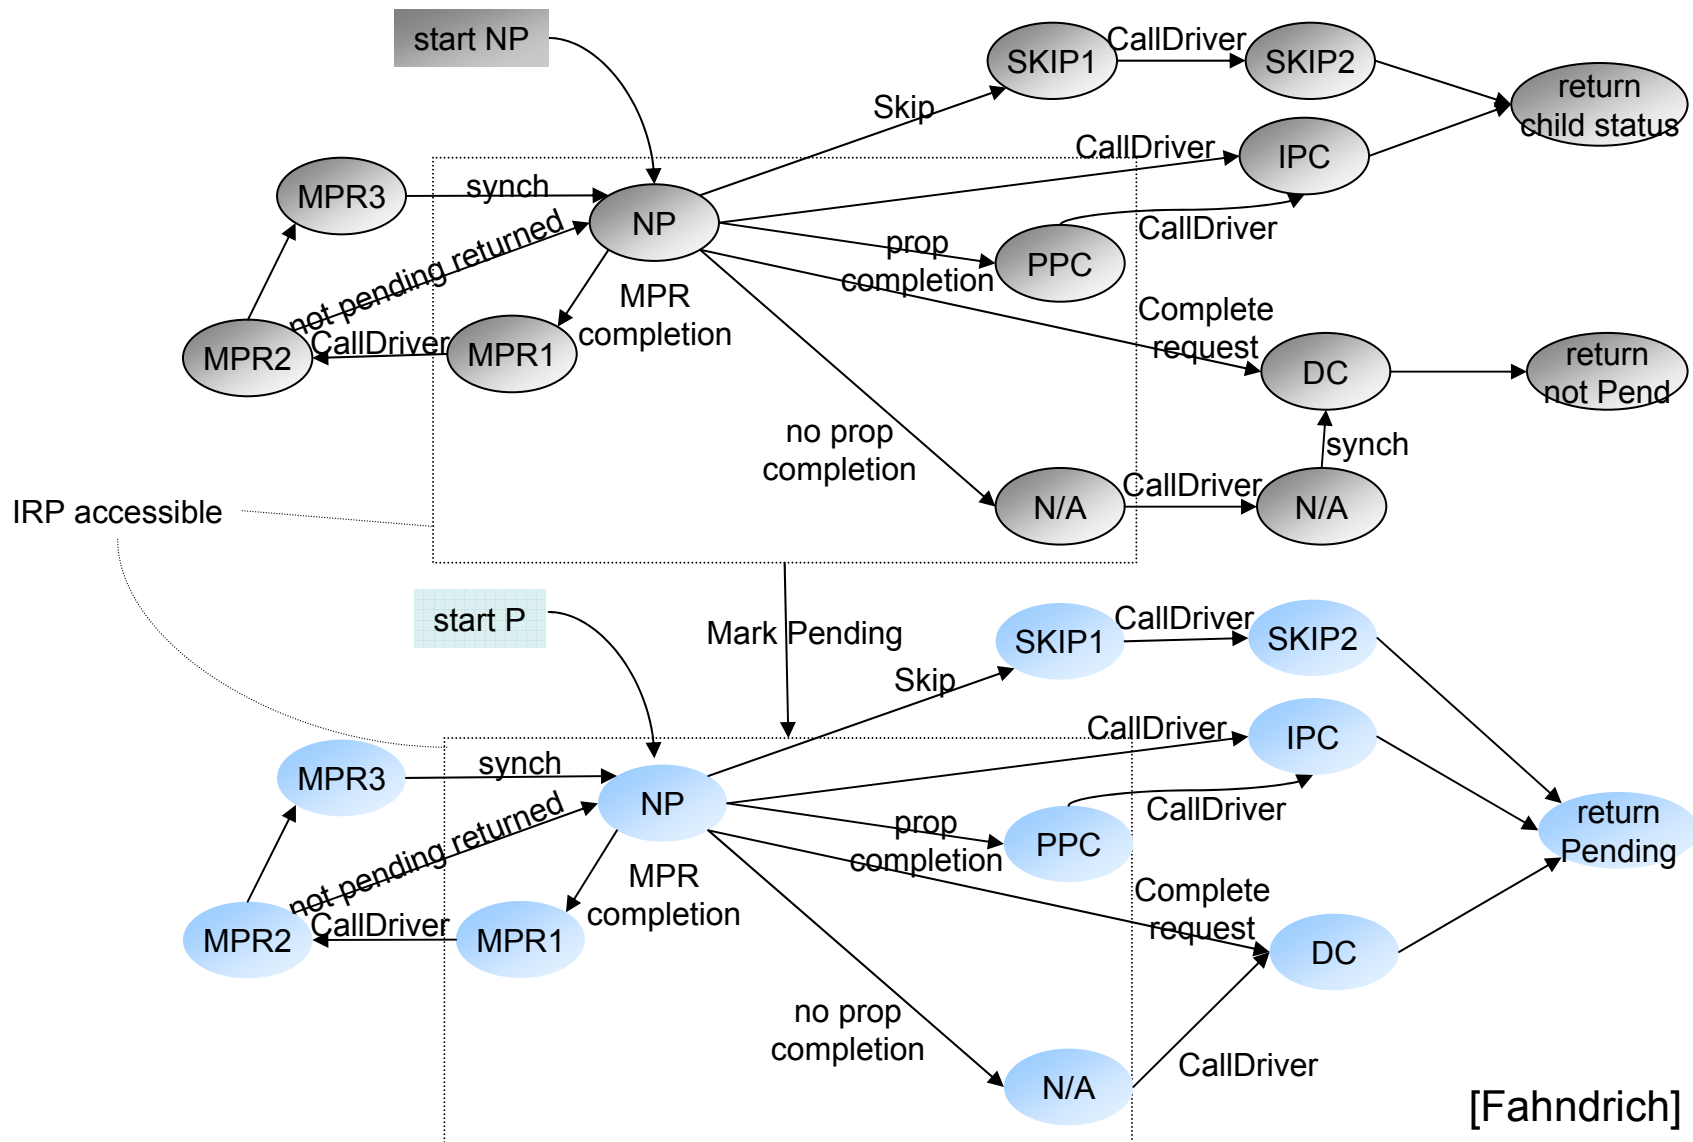 start NP
SKIP1
CallDriver
SKIP2
return
child status
Skip
CallDriver
IPC
MPR3
synch
NP
CallDriver
prop
completion
PPC
not pending returned
MPR
completion
Complete
request
MPR2
CallDriver
MPR1
DC
return
not Pend
no prop
completion
synch
N/A
CallDriver
N/A
IRP accessible
start P
Mark Pending
SKIP1
CallDriver
SKIP2
Skip
CallDriver
IPC
MPR3
synch
NP
CallDriver
prop
completion
PPC
return
Pending
not pending returned
MPR
completion
Complete
request
MPR2
CallDriver
MPR1
DC
no prop
completion
CallDriver
N/A
[Fahndrich]